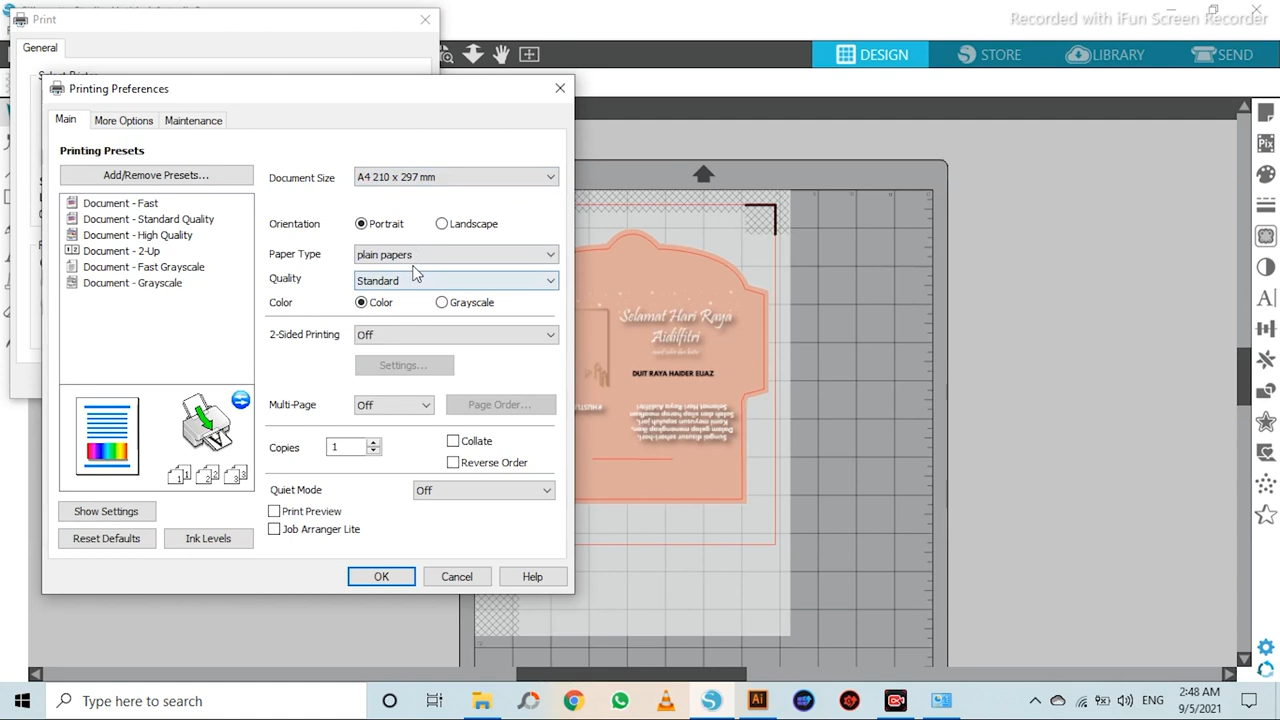 Print
Recorded with iFun Screen Recorder
General
DESIGN
STORE
LIBRARY
SEND
Printing Preferences
Main
More Options
Maintenance
Printing Presets
Add/Remove Presets...
Document - Fast
Document - Standard Quality
Document - High Quality
Document - 2-Up
Document - Fast Grayscale
Document - Grayscale
Show Settings
Reset Defaults
Ink Levels
Document Size
A4 210 x 297 mm
Orientation
Portrait
Landscape
Paper Type
plain papers
Quality
Standard
Color
Color
Grayscale
2-Sided Printing
Off
Settings...
Multi-Page
Off
Page Order...
Copies
1
Collate
Reverse Order
Quiet Mode
Off
Print Preview
Job Arranger Lite
OK
Cancel
Help
Selamat Hari Raya
Aidilfitri
DUIT RAYA HAIDER ELIAZ
Type here to search
ENG
2:48 AM
9/5/2021